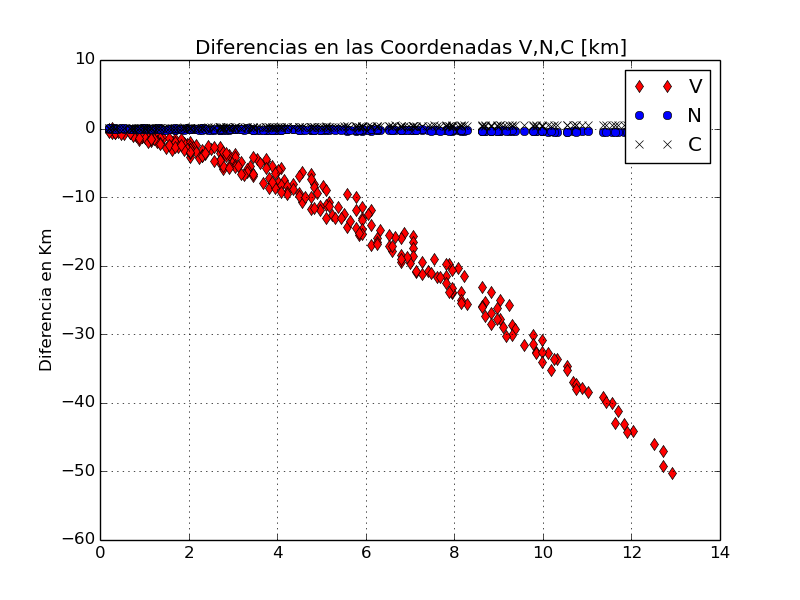 Diferencias en las Coordenadas V,N,C [km]
10
0
−10
−20
−30
−40
−50
−60
Diferencia en Km
0 2 4 6 8 10 12 14
V
N
C